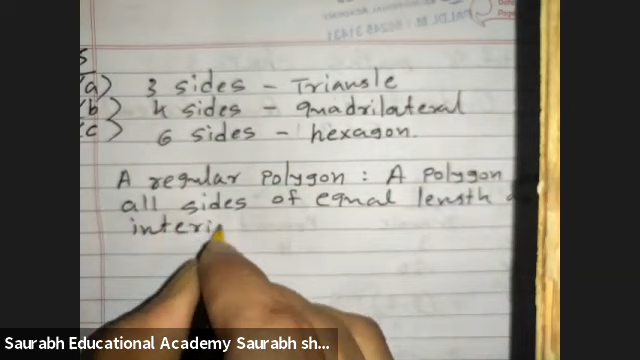 (a) 3 sides - Triangle
(b) 4 sides - quadrilateral
(c) 6 sides - hexagon.
A regular polygon : A polygon
all sides of equal length
interi
Saurabh Educational Academy Saurabh sh...